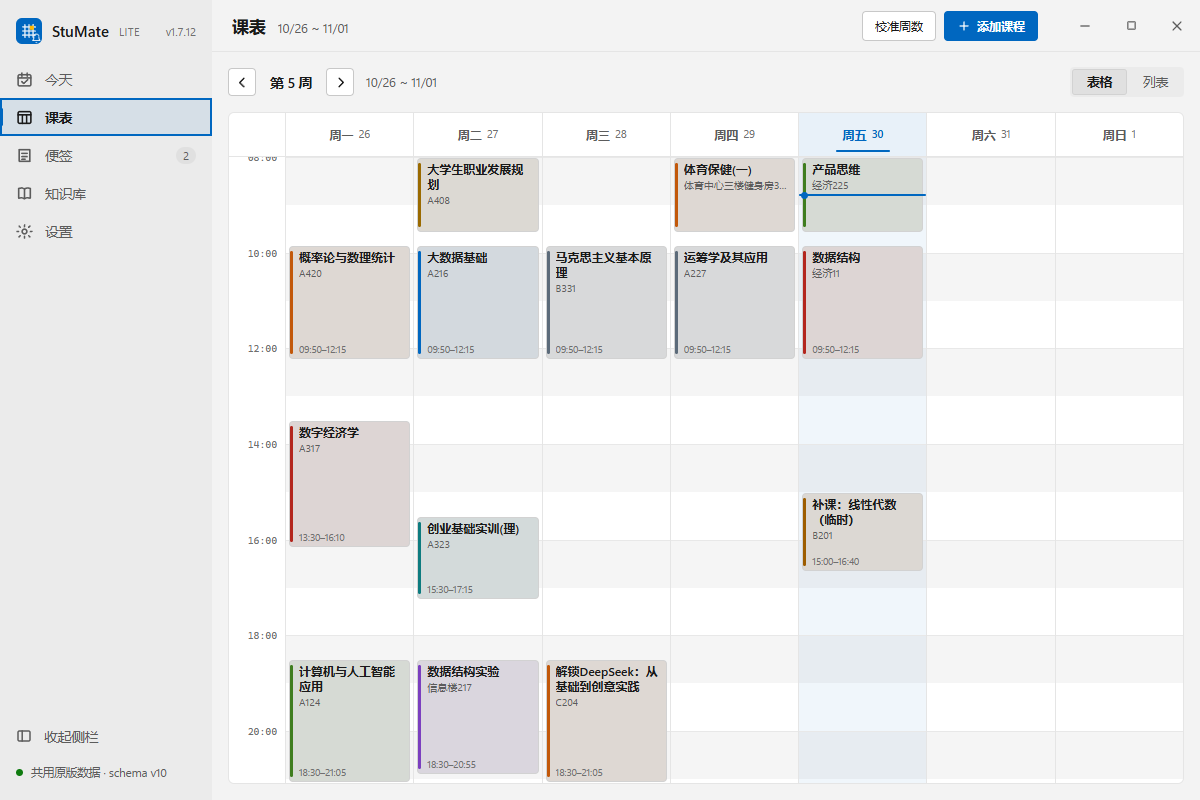 StuMate LITE v1.7.12
今天
课表
便签 2
知识库
设置
收起侧栏
共用原版数据 · schema v10
课表 10/26 ~ 11/01
校准周数
+ 添加课程
第 5 周
10/26 ~ 11/01
表格
列表
周一 26
周二 27
周三 28
周四 29
周五 30
周六 31
周日 1
08:00
10:00
12:00
14:00
16:00
18:00
20:00
概率论与数理统计
A420
09:50–12:15
数字经济学
A317
13:30–16:10
计算机与人工智能
应用
A124
18:30–21:05
大学生职业发展规
划
A408
大数据基础
A216
09:50–12:15
创业基础实训(理)
A323
15:30–17:15
数据结构实验
信息楼217
18:30–20:55
马克思主义基本原
理
B331
09:50–12:15
解锁DeepSeek：从
基础到创意实践
C204
18:30–21:05
体育保健(一)
体育中心三楼健身房3...
运筹学及其应用
A227
09:50–12:15
产品思维
经济225
数据结构
经济11
09:50–12:15
补课：线性代数
（临时）
B201
15:00–16:40